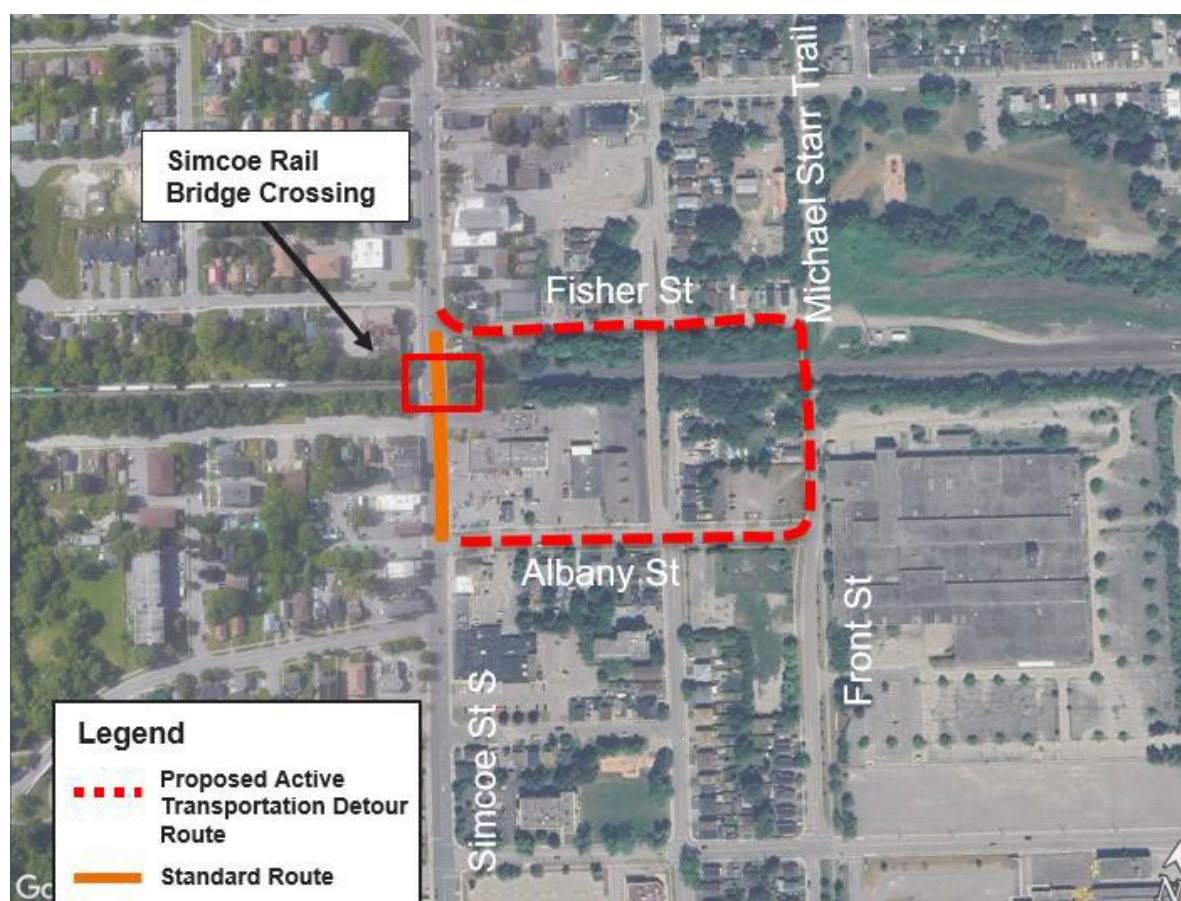 Michael Starr Trail
Simcoe Rail
Bridge Crossing
Fisher St
Albany St
Front St
Simcoe St S
Legend
Proposed Active
Transportation Detour
Route
Standard Route
Go
N